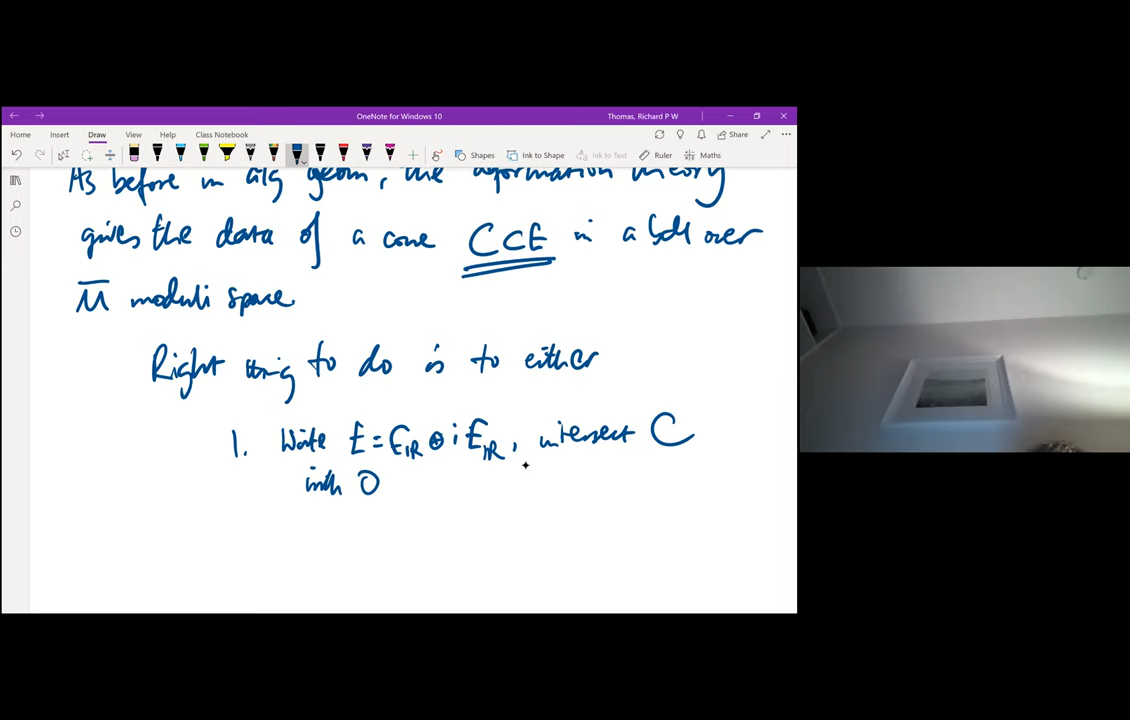 OneNote for Windows 10
Thomas, Richard P W
Home Insert Draw View Help Class Notebook
Share
Shapes Ink to Shape Ink to Text Ruler Maths
As before in alg geom, the deformation theory
gives the data of a cone C⊂E in a bdl over
M̅ moduli space
Right thing to do is to either
1. Write E = E_ℝ ⊕ i E_ℝ, intersect C
with 0